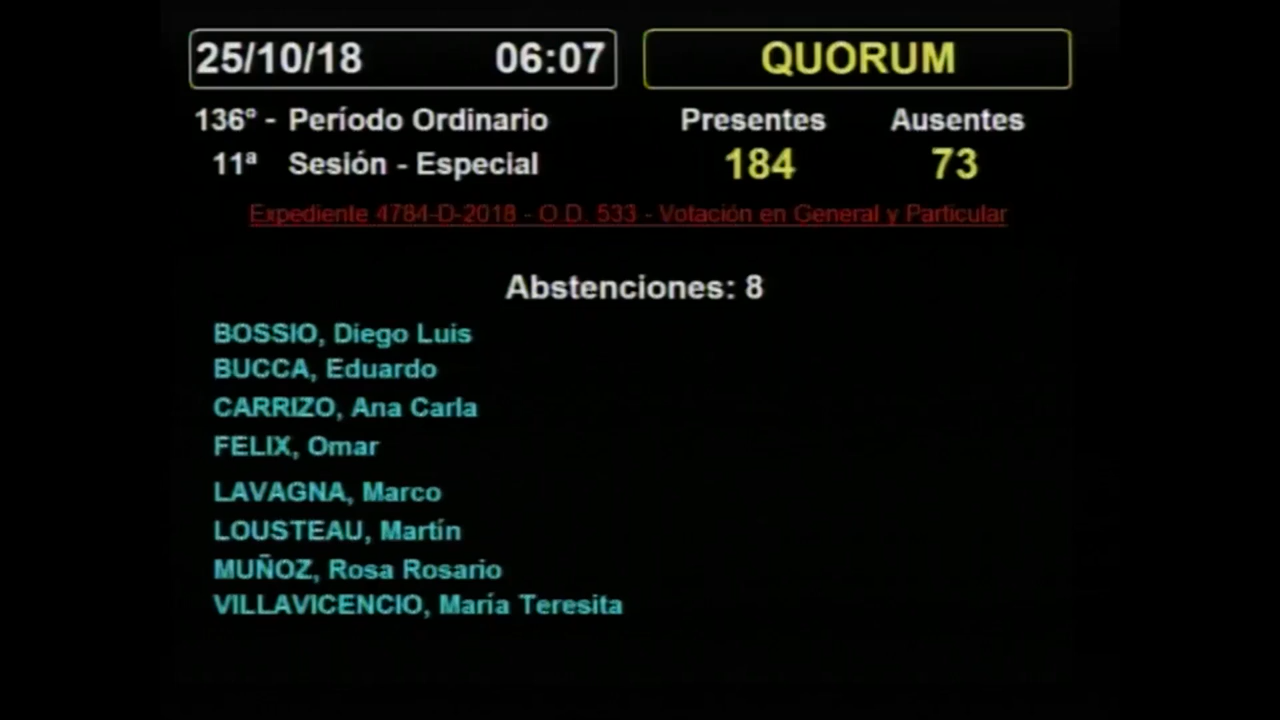 25/10/18 06:07 QUORUM
136º - Período Ordinario Presentes Ausentes
11ª Sesión - Especial 184 73
Expediente 4784-D-2018 - O.D. 533 - Votación en General y Particular
Abstenciones: 8
BOSSIO, Diego Luis
BUCCA, Eduardo
CARRIZO, Ana Carla
FELIX, Omar
LAVAGNA, Marco
LOUSTEAU, Martín
MUÑOZ, Rosa Rosario
VILLAVICENCIO, María Teresita